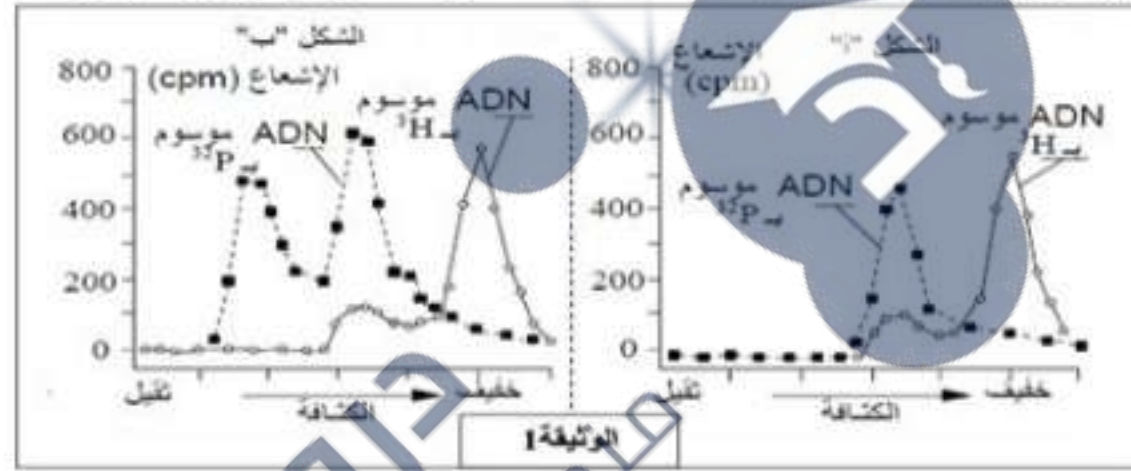 الشكل "أ"
الإشعاع (cpm)
800
600
400
200
0
ADN موسوم بـ ³H
ADN موسوم بـ ³²P
ثقيل
الكثافة
خفيف
الشكل "ب"
الإشعاع (cpm)
800
600
400
200
0
ADN موسوم بـ ³H
ADN موسوم بـ ³²P
ثقيل
الكثافة
خفيف
الوثيقة1